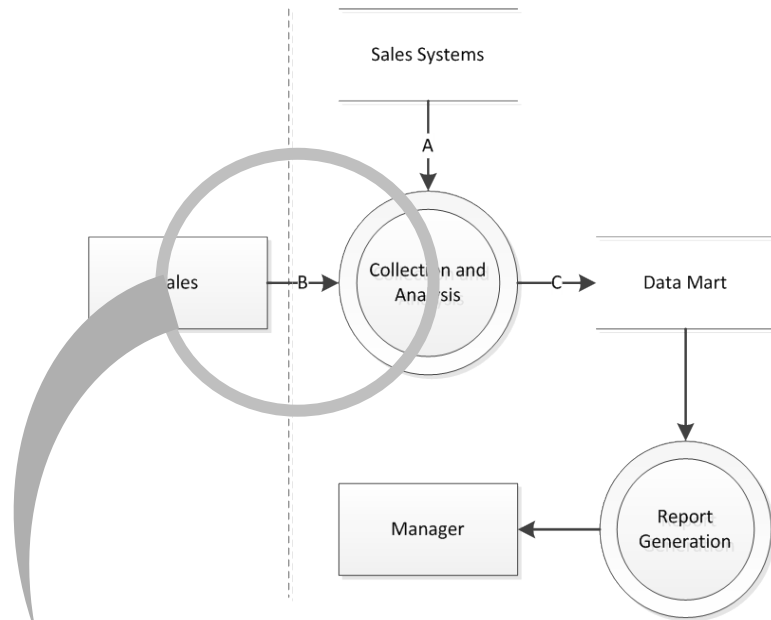 Sales Systems
A
ales
B
Collection and
Analysis
C
Data Mart
Manager
Report
Generation